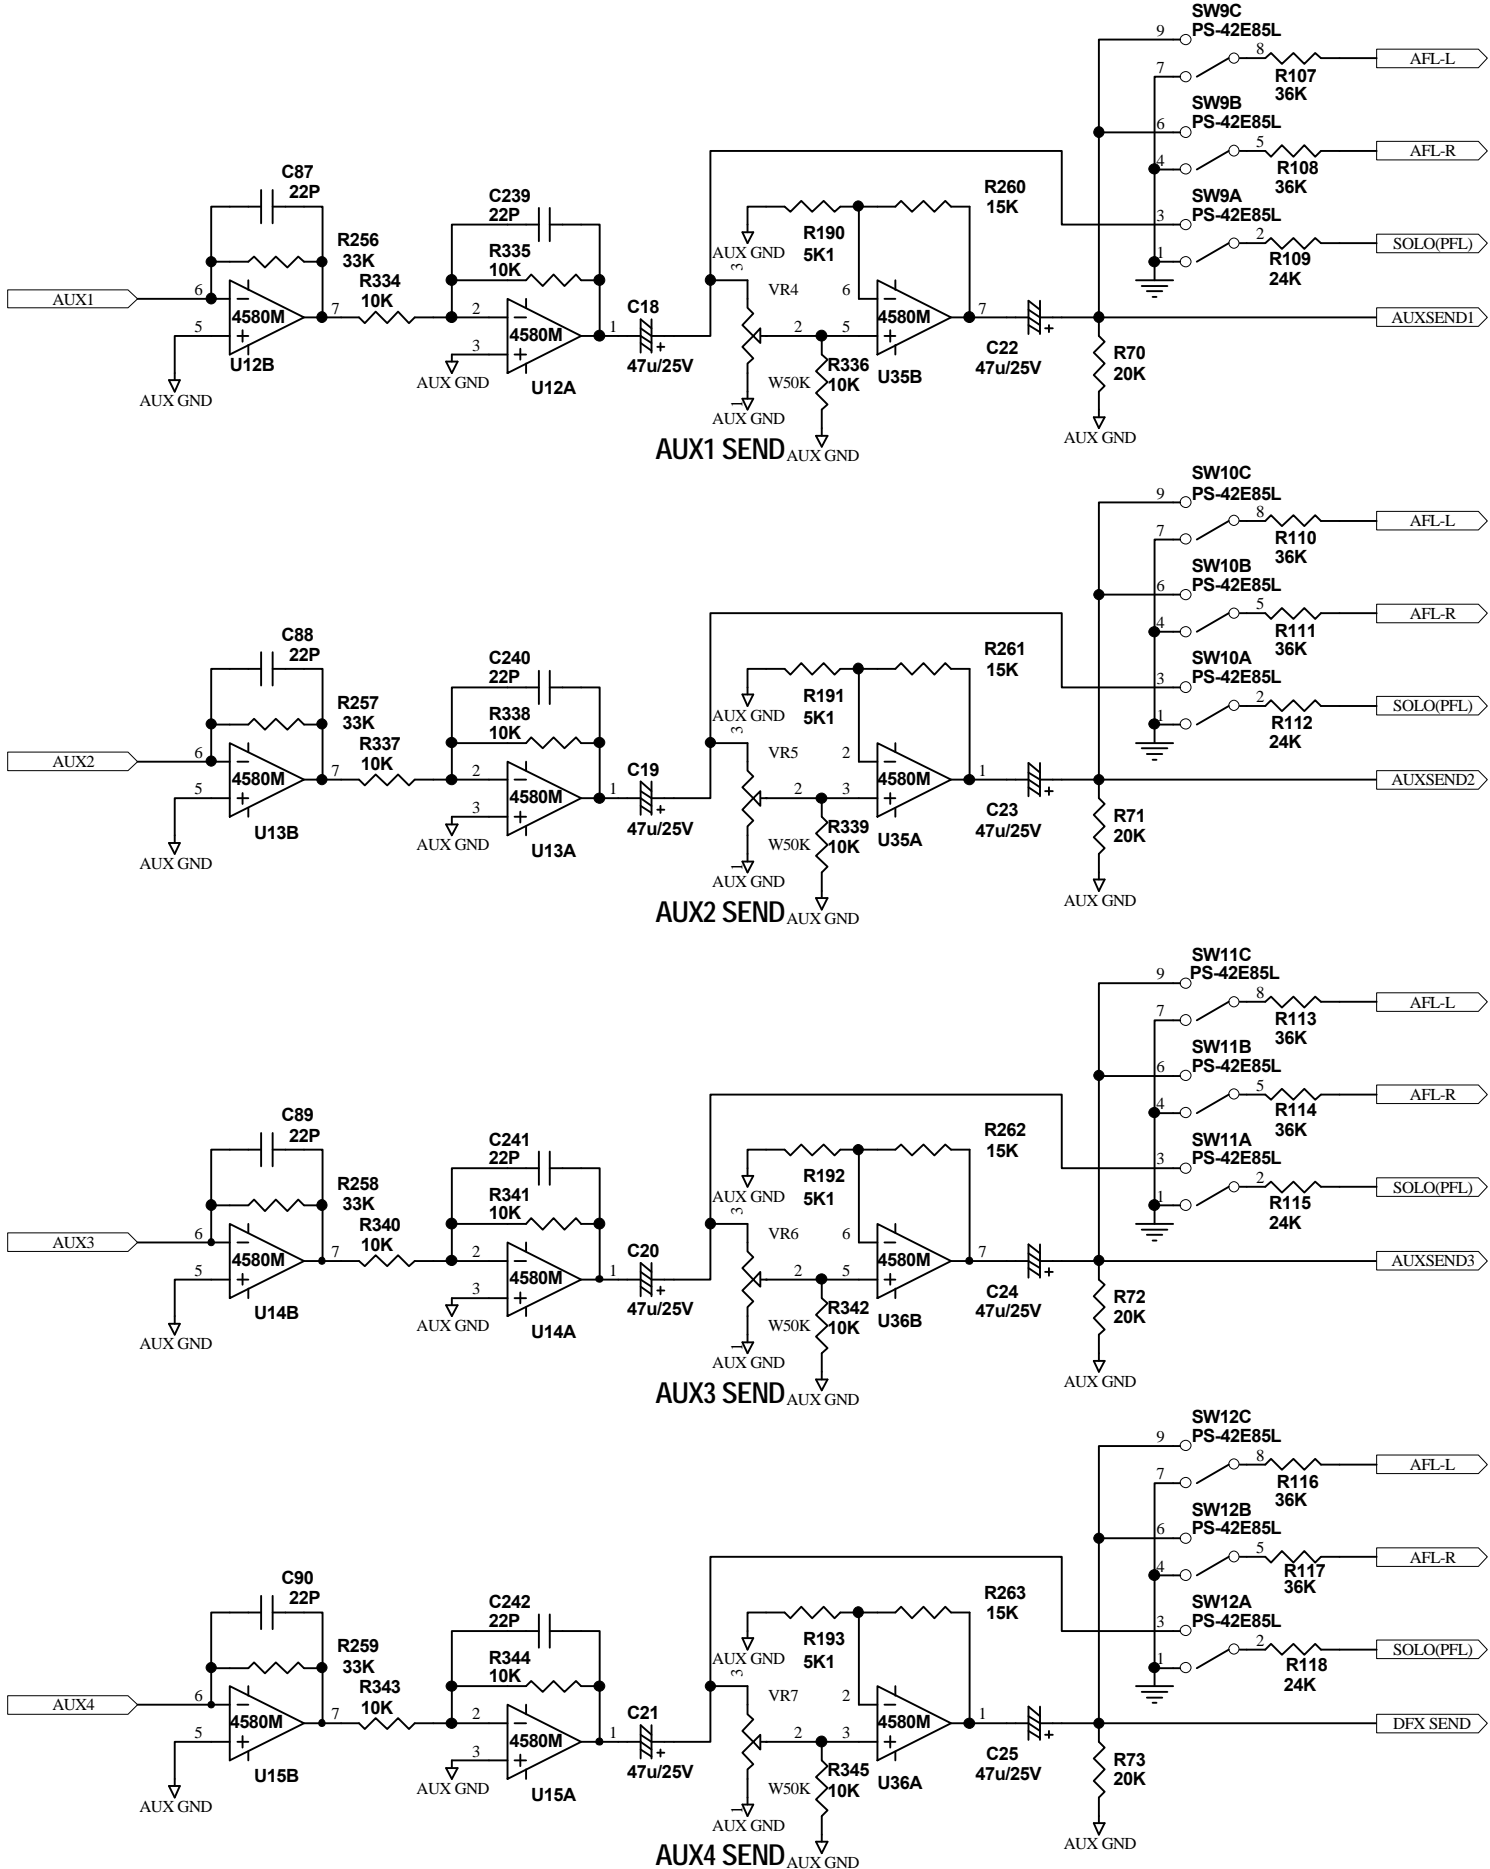 SW9C
PS-42E85L
9
8
AFL-L
7
R107
36K
SW9B
PS-42E85L
6
5
AFL-R
4
R108
36K
SW9A
PS-42E85L
3
2
SOLO(PFL)
1
R109
24K
C87
22P
C239
22P
R260
15K
R190
5K1
AUX GND
R256
33K
R335
10K
R334
10K
3
VR4
C18
AUX1
6
7
2
6
7
AUXSEND1
4580M
4580M
4580M
5
3
1
2
5
+
47u/25V
C22
47u/25V
R70
20K
U12B
U12A
AUX GND
AUX GND
W50K
R336
10K
U35B
1
AUX GND
AUX1 SEND
AUX GND
AUX GND
SW10C
PS-42E85L
9
8
AFL-L
7
R110
36K
SW10B
PS-42E85L
6
5
AFL-R
4
R111
36K
SW10A
PS-42E85L
3
2
SOLO(PFL)
1
R112
24K
C88
22P
C240
22P
R261
15K
R191
5K1
AUX GND
R257
33K
R338
10K
R337
10K
3
VR5
C19
AUX2
6
7
2
2
1
AUXSEND2
4580M
4580M
4580M
5
3
1
2
3
+
47u/25V
C23
47u/25V
R71
20K
U13B
U13A
AUX GND
AUX GND
W50K
R339
10K
U35A
1
AUX GND
AUX2 SEND
AUX GND
AUX GND
SW11C
PS-42E85L
9
8
AFL-L
7
R113
36K
SW11B
PS-42E85L
6
5
AFL-R
4
R114
36K
SW11A
PS-42E85L
3
2
SOLO(PFL)
1
R115
24K
C89
22P
C241
22P
R262
15K
R192
5K1
AUX GND
R258
33K
R341
10K
R340
10K
3
VR6
C20
AUX3
6
7
2
6
7
AUXSEND3
4580M
4580M
4580M
5
3
1
2
5
+
47u/25V
C24
47u/25V
R72
20K
U14B
U14A
AUX GND
AUX GND
W50K
R342
10K
U36B
1
AUX GND
AUX3 SEND
AUX GND
AUX GND
SW12C
PS-42E85L
9
8
AFL-L
7
R116
36K
SW12B
PS-42E85L
6
5
AFL-R
4
R117
36K
SW12A
PS-42E85L
3
2
SOLO(PFL)
1
R118
24K
C90
22P
C242
22P
R263
15K
R193
5K1
AUX GND
R259
33K
R344
10K
R343
10K
3
VR7
C21
AUX4
6
7
2
2
1
DFX SEND
4580M
4580M
4580M
5
3
1
2
3
+
47u/25V
C25
47u/25V
R73
20K
U15B
U15A
AUX GND
AUX GND
W50K
R345
10K
U36A
1
AUX GND
AUX4 SEND
AUX GND
AUX GND